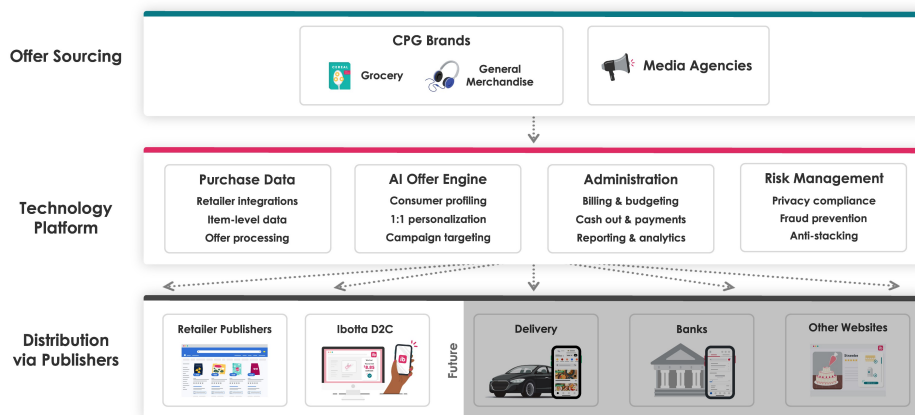 Offer Sourcing
CPG Brands
CEREAL
Grocery
General
Merchandise
Media Agencies
Technology
Platform
Purchase Data
Retailer integrations
Item-level data
Offer processing
AI Offer Engine
Consumer profiling
1:1 personalization
Campaign targeting
Administration
Billing & budgeting
Cash out & payments
Reporting & analytics
Risk Management
Privacy compliance
Fraud prevention
Anti-stacking
Distribution
via Publishers
Retailer Publishers
Ibotta D2C
Future
Delivery
Banks
Other Websites